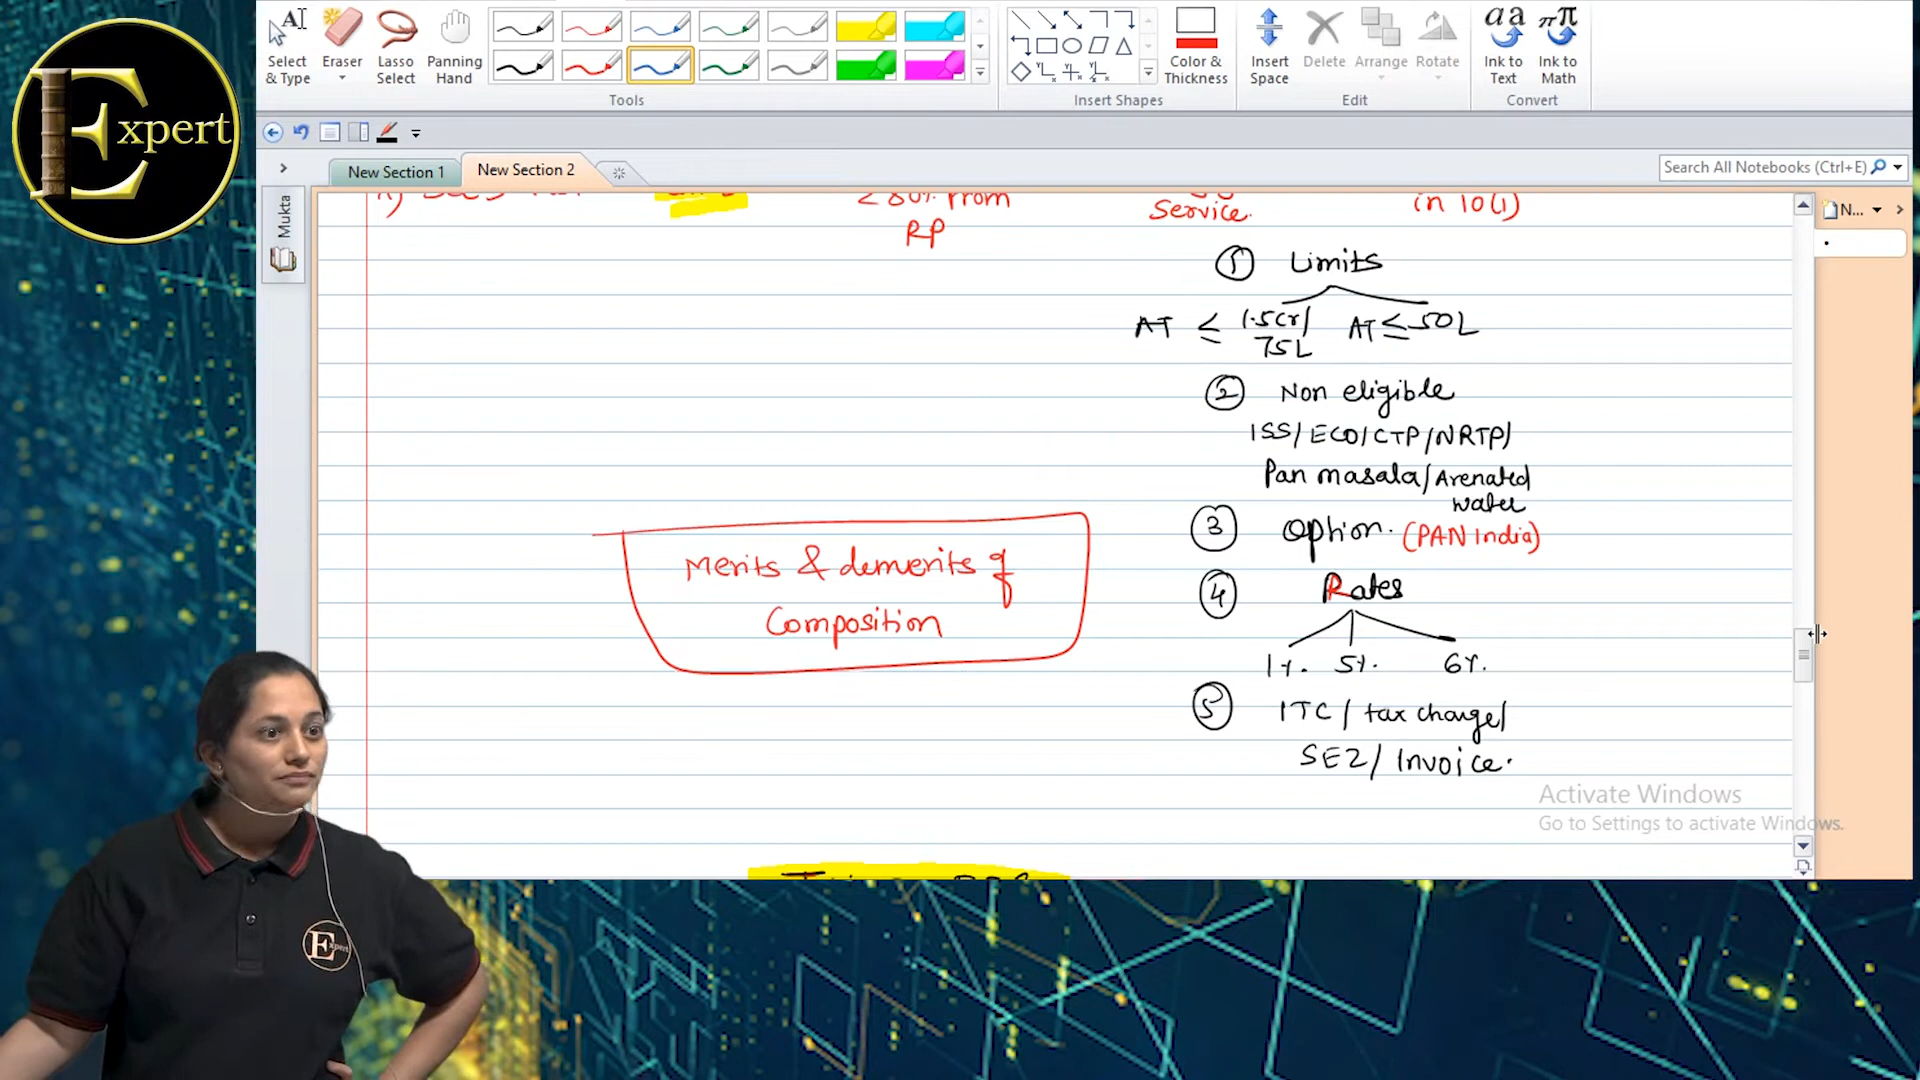 Expert
Select & Type
Eraser
Lasso Select
Panning Hand
Tools
Insert Shapes
Color & Thickness
Insert Space
Delete
Arrange
Rotate
Edit
Ink to Text
Ink to Math
Convert
New Section 1
New Section 2
Search All Notebooks (Ctrl+E)
Mukta
N...
from
RP
Service.
in 10(1)
① Limits
AT ≤ 1.5Cr/ 75L AT ≤ 50L
② Non eligible
ISS/ ECO/CTP/NRTP/
Pan masala/ Arenated
water
③ Option. (PAN India)
④ Rates
1%. 5%. 6%.
⑤ ITC / tax charge/
SEZ/ Invoice.
Merits & demerits of
Composition
Activate Windows
Go to Settings to activate Windows.
Expert